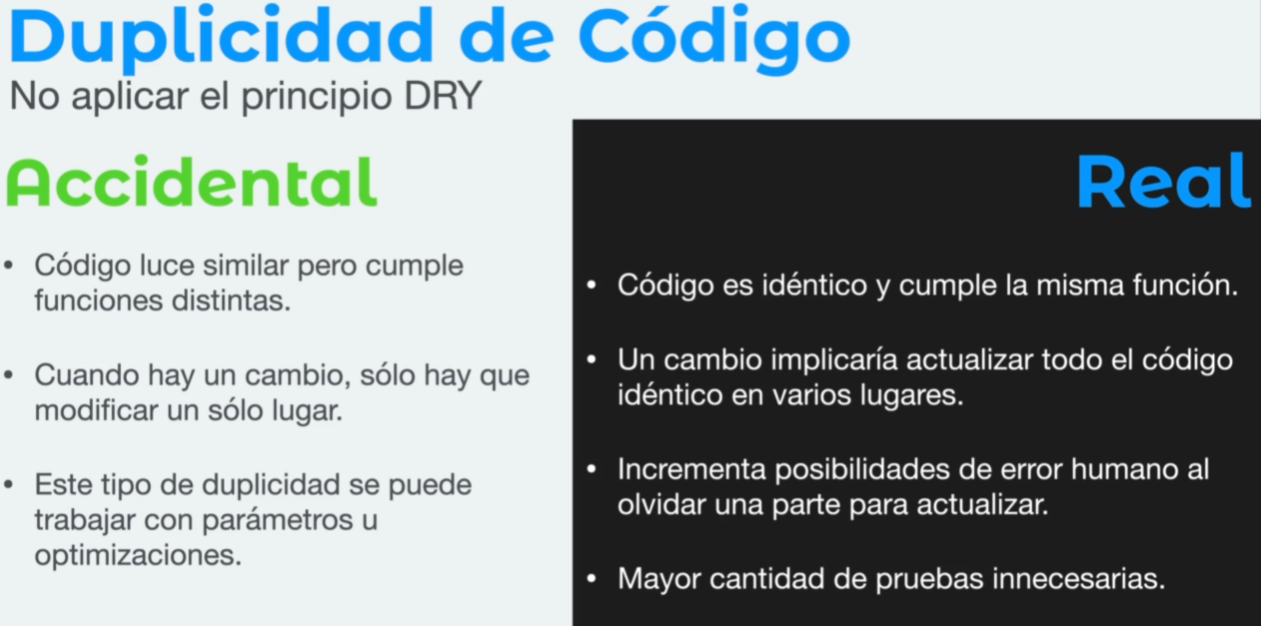 Duplicidad de Código
No aplicar el principio DRY
Accidental
• Código luce similar pero cumple
funciones distintas.
• Cuando hay un cambio, sólo hay que
modificar un sólo lugar.
• Este tipo de duplicidad se puede
trabajar con parámetros u
optimizaciones.
Real
• Código es idéntico y cumple la misma función.
• Un cambio implicaría actualizar todo el código
idéntico en varios lugares.
• Incrementa posibilidades de error humano al
olvidar una parte para actualizar.
• Mayor cantidad de pruebas innecesarias.